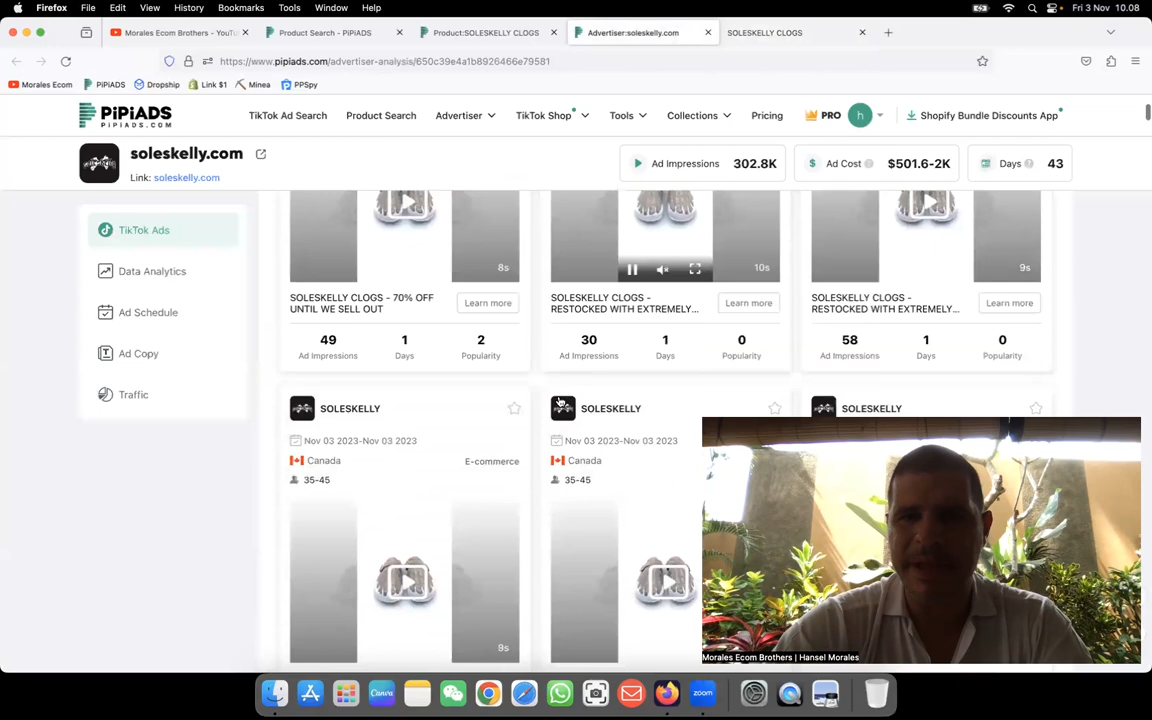 Firefox File Edit View History Bookmarks Tools Window Help Fri 3 Nov 10.08
Morales Ecom Brothers - YouTu Product Search - PiPiADS Product:SOLESKELLY CLOGS Advertiser:soleskelly.com SOLESKELLY CLOGS
https://www.pipiads.com/advertiser-analysis/650c39e4a1b8926466e79581
Morales Ecom PiPiADS Dropship Link $1 Minea PPSpy
PiPiADS
PIPIADS.COM
TikTok Ad Search Product Search Advertiser TikTok Shop Tools Collections Pricing PRO h Shopify Bundle Discounts App
soleskelly.com
Link: soleskelly.com
Ad Impressions 302.8K Ad Cost $501.6-2K Days 43
TikTok Ads
Data Analytics
Ad Schedule
Ad Copy
Traffic
8s
SOLESKELLY CLOGS - 70% OFF
UNTIL WE SELL OUT
Learn more
49 1 2
Ad Impressions Days Popularity
10s
SOLESKELLY CLOGS -
RESTOCKED WITH EXTREMELY...
Learn more
30 1 0
Ad Impressions Days Popularity
9s
SOLESKELLY CLOGS -
RESTOCKED WITH EXTREMELY...
Learn more
58 1 0
Ad Impressions Days Popularity
SOLESKELLY
Nov 03 2023-Nov 03 2023
Canada E-commerce
35-45
SOLESKELLY
Nov 03 2023-Nov 03 2023
Canada
35-45
SOLESKELLY
Morales Ecom Brothers | Hansel Morales
Canva
zoom